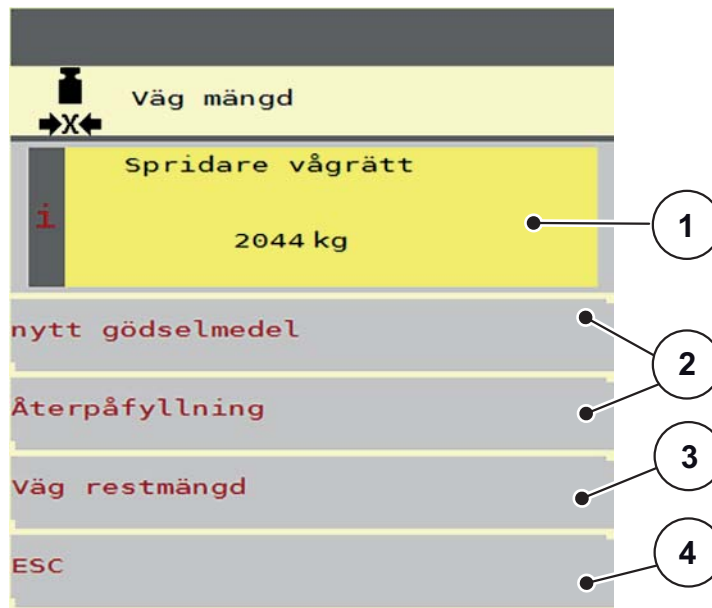 Väg mängd
X
Spridare vågrätt
i
2044 kg
1
nytt gödselmedel
2
Återpåfyllning
Väg restmängd
3
ESC
4